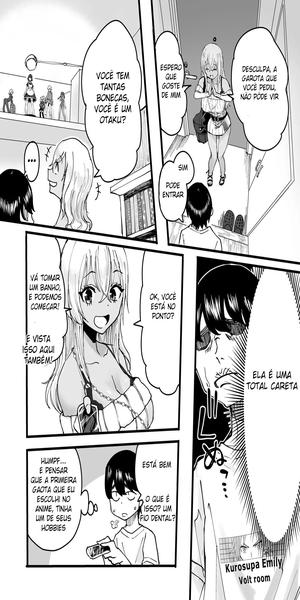 DESCULPA, A
GAROTA QUE
VOCÊ PEDIU,
NÃO PÔDE VIR
ESPERO
QUE
GOSTE
DE MIM
SIM
PODE
ENTRAR
VOCÊ TEM
TANTAS
BONECAS,
VOCÊ É UM
OTAKU?
...
ELA É UMA
TOTAL CARETA
Kurosupa Emily
Volt room
OK, VOCÊ ESTÁ
NO PONTO?
VÁ TOMAR
UM BANHO,
E PODEMOS
COMEÇAR!
E VISTA
ISSO AQUI
TAMBÉM!
ESTÁ BEM
O QUE É
ISSO? UM
FIO DENTAL?
HUMPF...
E PENSAR
QUE A PRIMEIRA
GAOTA QUE EU
ESCOLHI NO
ANIME, TINHA
UM DE SEUS
HOBBIES